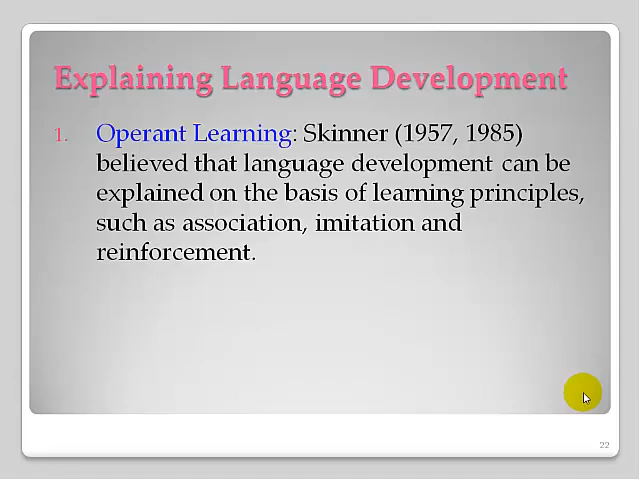 Explaining Language Development
1. Operant Learning: Skinner (1957, 1985)
believed that language development can be
explained on the basis of learning principles,
such as association, imitation and
reinforcement.
22